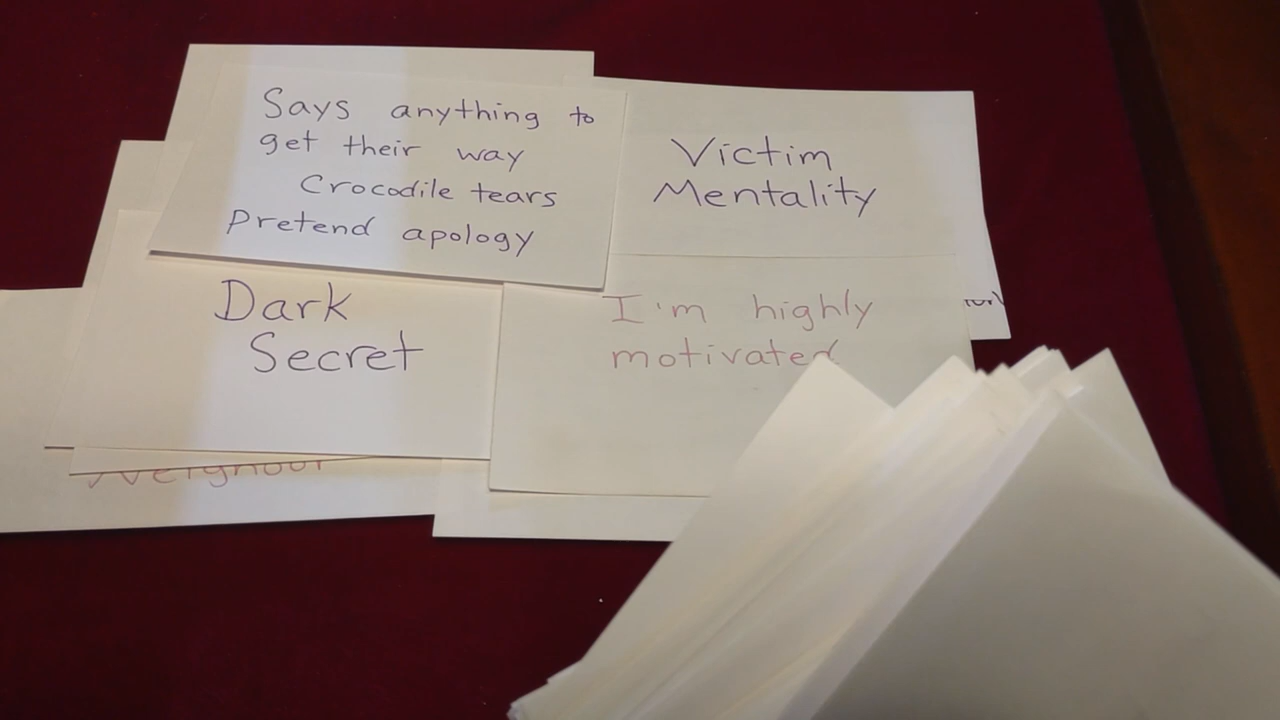 Says anything to
get their way
Crocodile tears
Pretend apology
Victim
Mentality
Dark
Secret
I'm highly
motivated